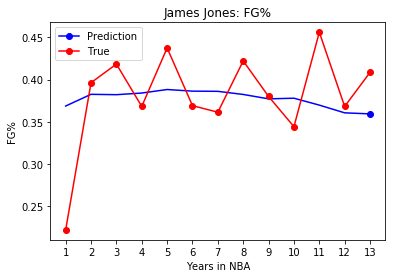 James Jones: FG%
Prediction
True
0.45
0.40
0.35
0.30
0.25
FG%
1 2 3 4 5 6 7 8 9 10 11 12 13
Years in NBA